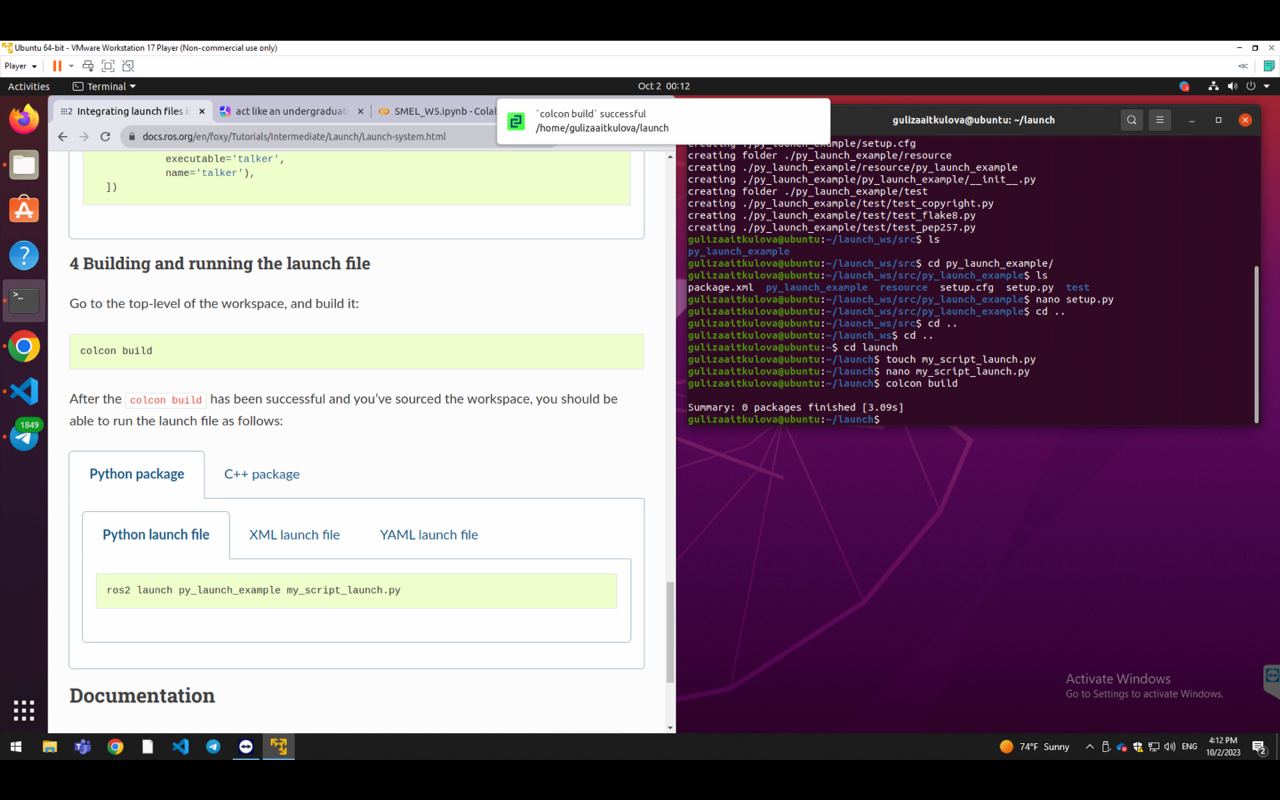 Ubuntu 64-bit - VMware Workstation 17 Player (Non-commercial use only)
Player
Activities
Terminal
Oct 2 00:12
Integrating launch files i
act like an undergraduat
SMEL_W5.ipynb - Colab
docs.ros.org/en/foxy/Tutorials/Intermediate/Launch/Launch-system.html
`colcon build` successful
/home/gulizaaitkulova/launch
gulizaaitkulova@ubuntu: ~/launch
executable='talker',
name='talker'),
])
4 Building and running the launch file
Go to the top-level of the workspace, and build it:
colcon build
After the colcon build has been successful and you've sourced the workspace, you should be
able to run the launch file as follows:
Python package
C++ package
Python launch file
XML launch file
YAML launch file
ros2 launch py_launch_example my_script_launch.py
Documentation
1849
creating ./py_launch_example/setup.cfg
creating folder ./py_launch_example/resource
creating ./py_launch_example/resource/py_launch_example
creating ./py_launch_example/py_launch_example/__init__.py
creating folder ./py_launch_example/test
creating ./py_launch_example/test/test_copyright.py
creating ./py_launch_example/test/test_flake8.py
creating ./py_launch_example/test/test_pep257.py
gulizaaitkulova@ubuntu:~/launch_ws/src$ ls
py_launch_example
gulizaaitkulova@ubuntu:~/launch_ws/src$ cd py_launch_example/
gulizaaitkulova@ubuntu:~/launch_ws/src/py_launch_example$ ls
package.xml py_launch_example resource setup.cfg setup.py test
gulizaaitkulova@ubuntu:~/launch_ws/src/py_launch_example$ nano setup.py
gulizaaitkulova@ubuntu:~/launch_ws/src/py_launch_example$ cd ..
gulizaaitkulova@ubuntu:~/launch_ws/src$ cd ..
gulizaaitkulova@ubuntu:~/launch_ws$ cd ..
gulizaaitkulova@ubuntu:~$ cd launch
gulizaaitkulova@ubuntu:~/launch$ touch my_script_launch.py
gulizaaitkulova@ubuntu:~/launch$ nano my_script_launch.py
gulizaaitkulova@ubuntu:~/launch$ colcon build
Summary: 0 packages finished [3.09s]
gulizaaitkulova@ubuntu:~/launch$
Activate Windows
Go to Settings to activate Windows.
74°F Sunny
ENG
4:12 PM
10/2/2023
2